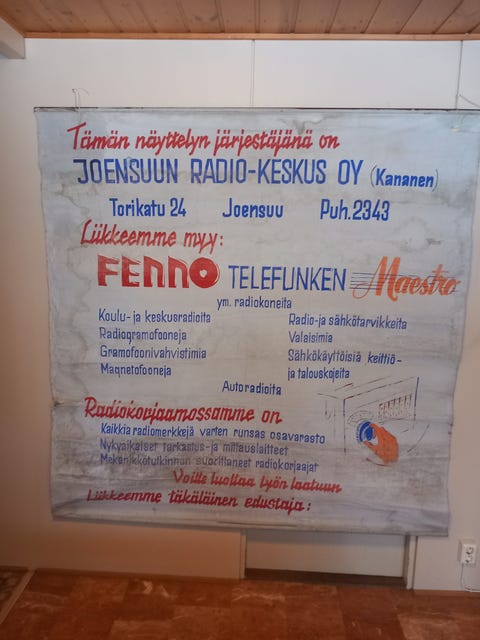 Tämän näyttelyn järjestäjänä on
JOENSUUN RADIO-KESKUS OY (Kananen)
Torikatu 24 Joensuu Puh.2343
Liikkeemme myy:
FENNO TELEFUNKEN Maestro
ym. radiokoneita
Koulu- ja keskusradioita
Radiogramofooneja
Gramofoonivahvistimia
Magnetofooneja
Radio-ja sähkötarvikkeita
Valaisimia
Sähkökäyttöisiä keittiö-
ja talouskojeita
Autoradioita
Radiokorjaamossamme on
Kaikkia radiomerkkejä varten runsas osavarasto
Nykyaikaiset tarkastus-ja mittauslaitteet
Mekanikkotutkinnon suorittaneet radiokorjaajat
Voitte luottaa työn laatuun
Liikkeemme täkäläinen edustaja: